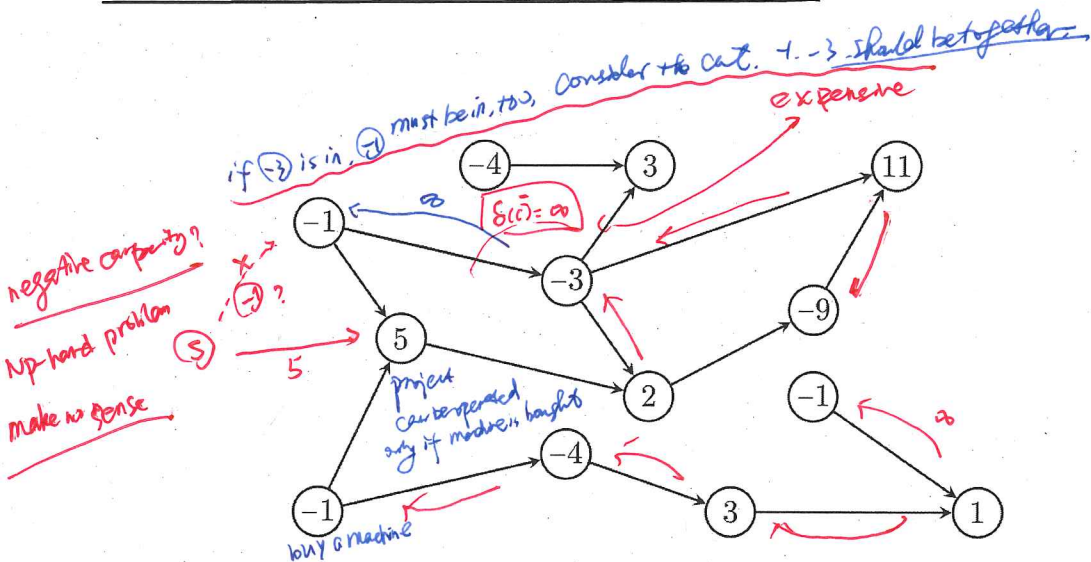 if -3 is in, -1 must be in, too, consider the cut. 1. -3 should be together
expensive
-4
3
11
∞
δ(c̄) = ∞
-1
negative capacity?
x
-1 ?
-3
-9
NP-hard problem
S
5
5
make no sense
2
-1
∞
project
can be operated
only if machine is bought
-4
-1
3
1
buy a machine